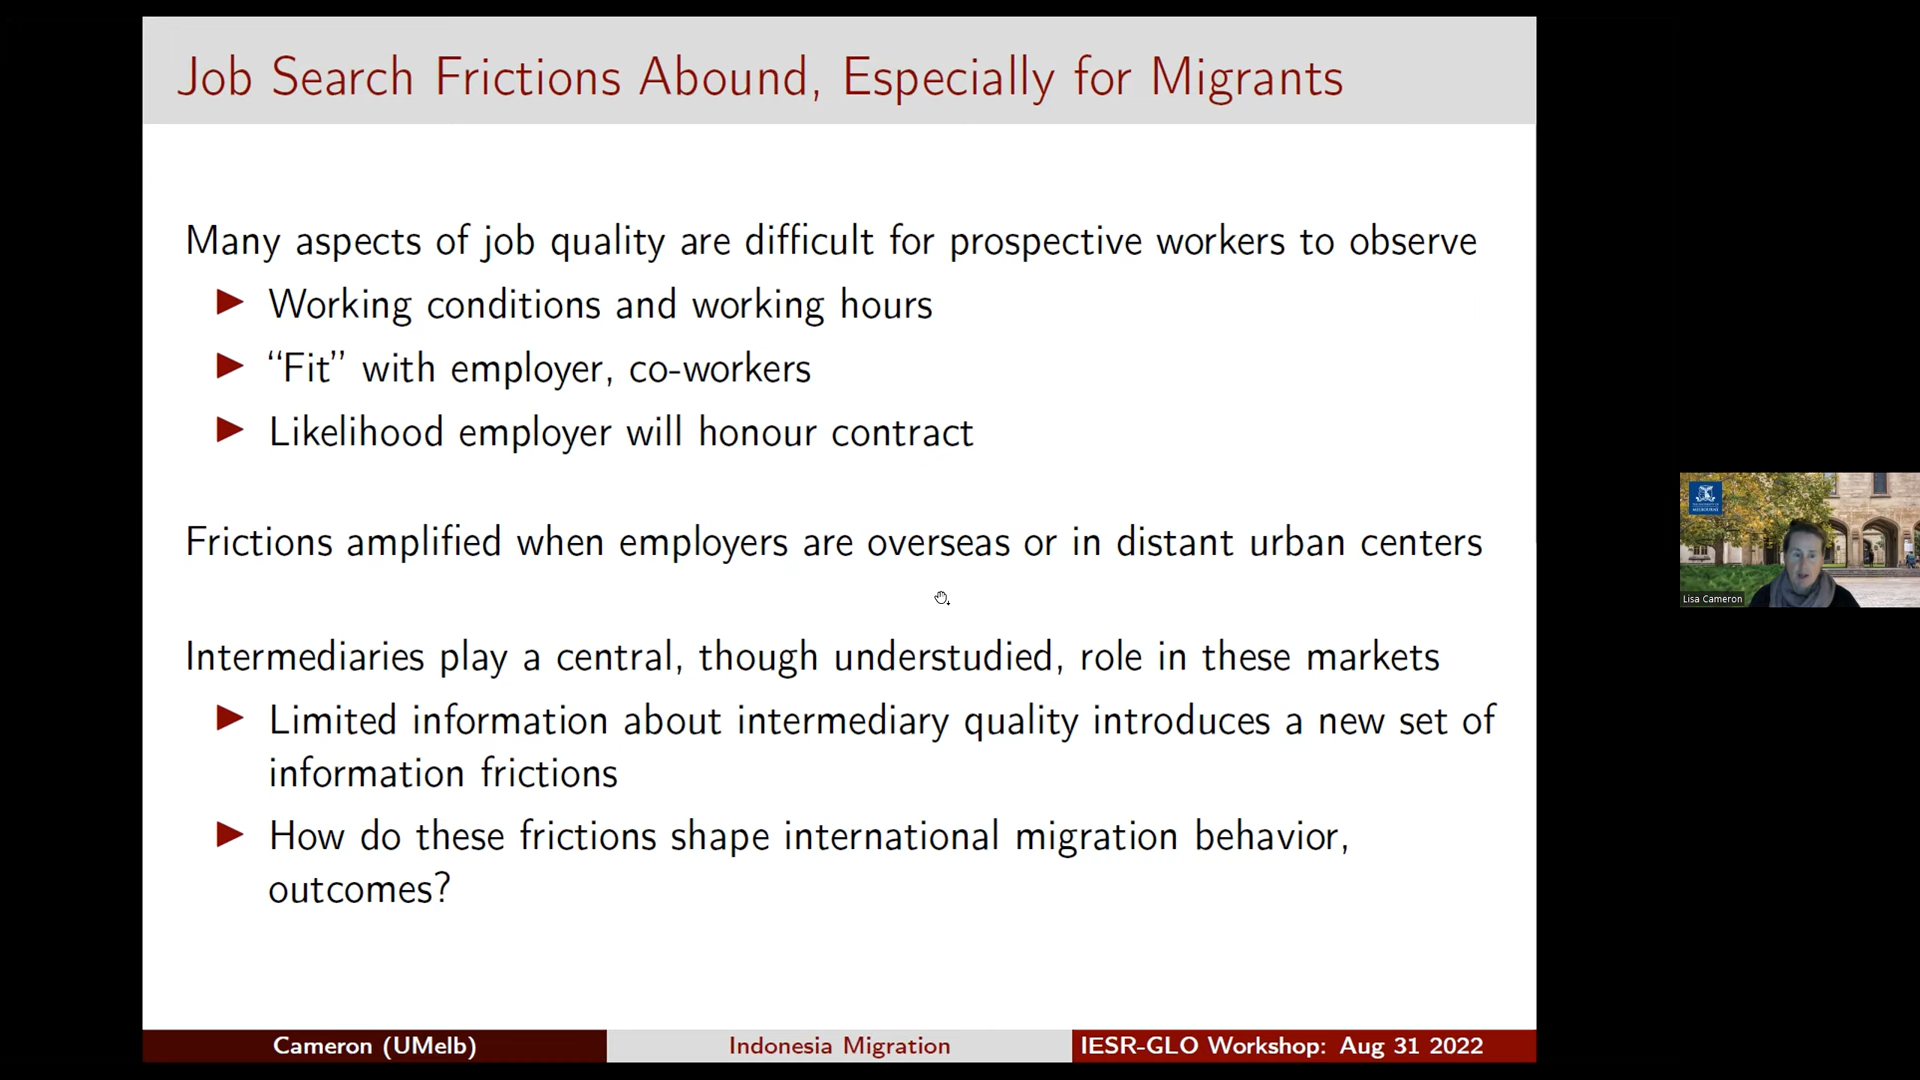 Job Search Frictions Abound, Especially for Migrants
Many aspects of job quality are difficult for prospective workers to observe
Working conditions and working hours
“Fit” with employer, co-workers
Likelihood employer will honour contract
Frictions amplified when employers are overseas or in distant urban centers
Intermediaries play a central, though understudied, role in these markets
Limited information about intermediary quality introduces a new set of
information frictions
How do these frictions shape international migration behavior,
outcomes?
Cameron (UMelb)
Indonesia Migration
IESR-GLO Workshop: Aug 31 2022
MELBOURNE
Lisa Cameron